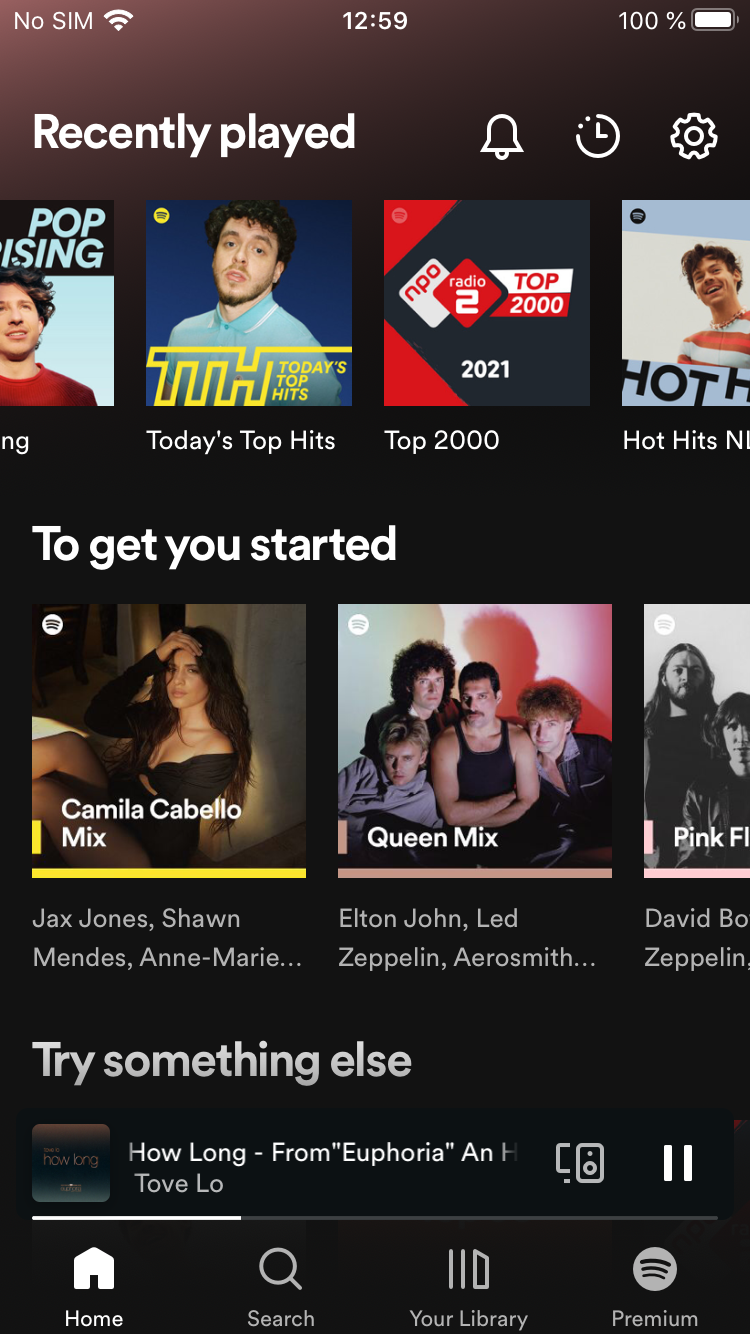 No SIM
12:59
100 %
Recently played
POP
RISING
TODAY'S
TOP
HITS
npo
radio
2
TOP
2000
2021
HOT H
ng
Today's Top Hits
Top 2000
Hot Hits NL
To get you started
Camila Cabello
Mix
Queen Mix
Pink Fl
Jax Jones, Shawn
Mendes, Anne-Marie...
Elton John, Led
Zeppelin, Aerosmith...
David Bo
Zeppelin,
Try something else
how long
How Long - From"Euphoria" An H
Tove Lo
Home
Search
Your Library
Premium